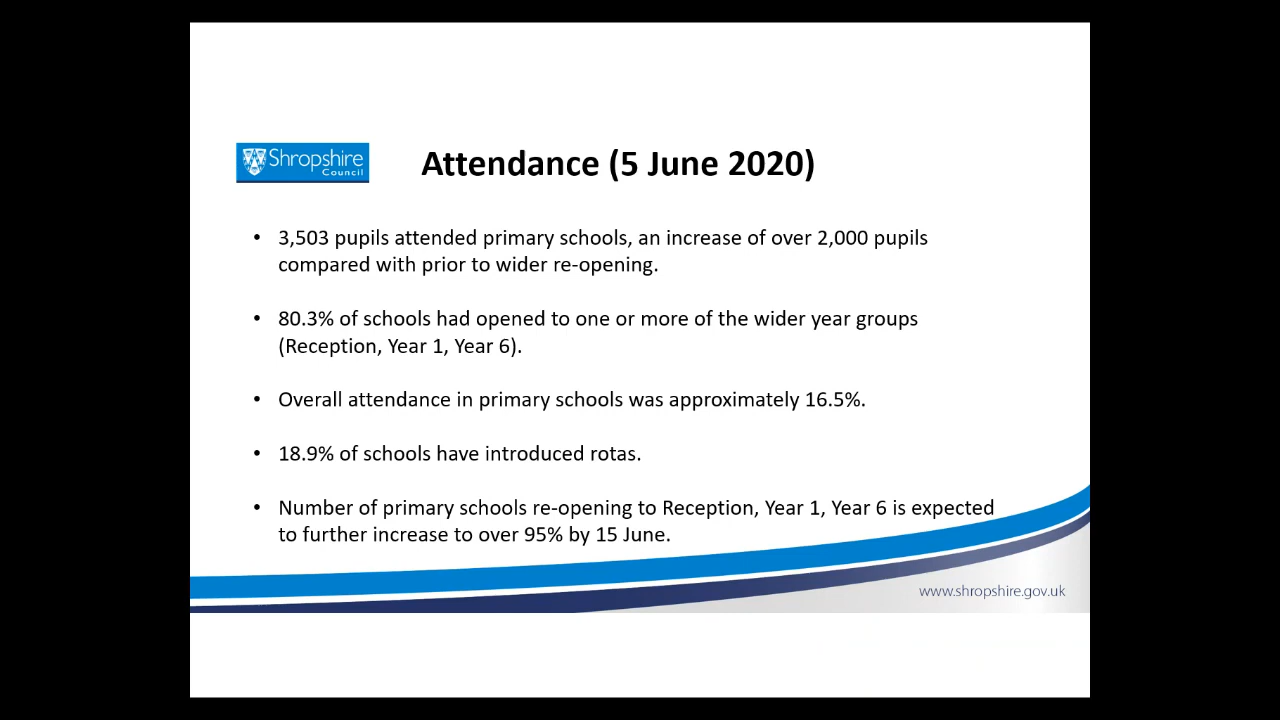 Shropshire
Council
Attendance (5 June 2020)
• 3,503 pupils attended primary schools, an increase of over 2,000 pupils
compared with prior to wider re-opening.
• 80.3% of schools had opened to one or more of the wider year groups
(Reception, Year 1, Year 6).
• Overall attendance in primary schools was approximately 16.5%.
• 18.9% of schools have introduced rotas.
• Number of primary schools re-opening to Reception, Year 1, Year 6 is expected
to further increase to over 95% by 15 June.
www.shropshire.gov.uk